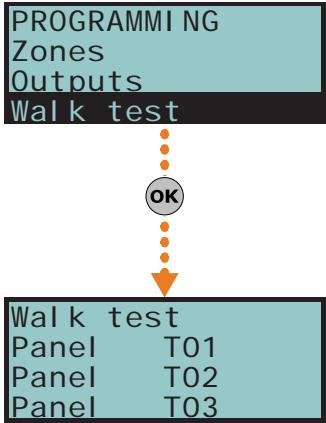 PROGRAMMING
Zones
Outputs
Walk test
OK
Walk test
Panel T01
Panel T02
Panel T03